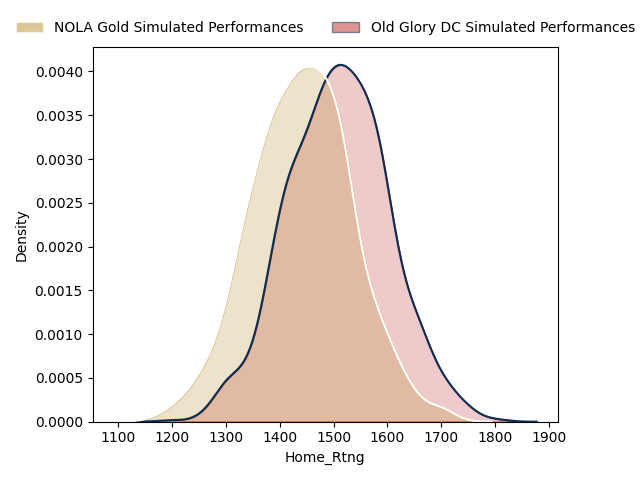 NOLA Gold Simulated Performances
Old Glory DC Simulated Performances
0.0040
0.0035
0.0030
0.0025
0.0020
0.0015
0.0010
0.0005
0.0000
Density
1100 1200 1300 1400 1500 1600 1700 1800 1900
Home_Rtng